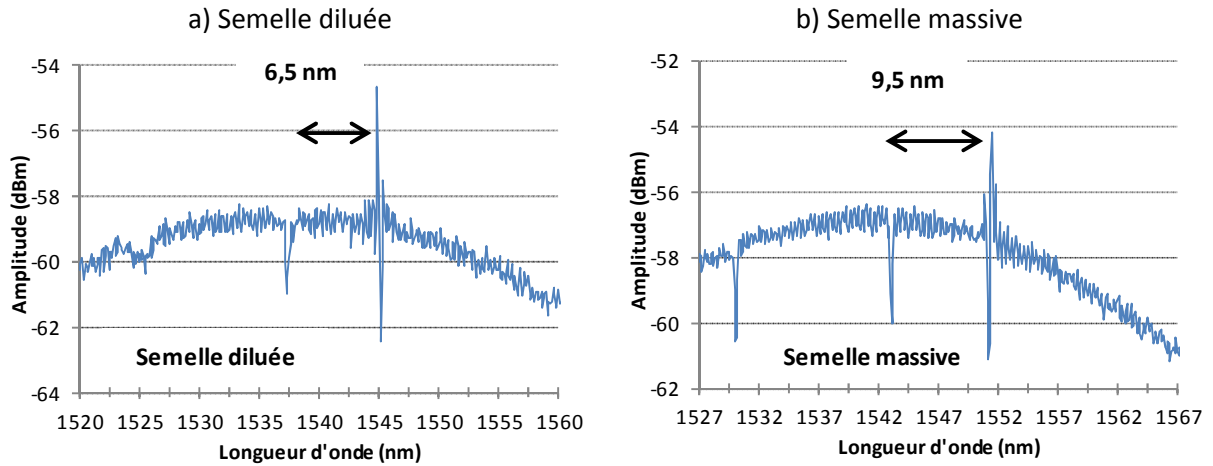 a) Semelle diluée
6,5 nm
-54
-56
-58
-60
-62
-64
Amplitude (dBm)
Semelle diluée
1520 1525 1530 1535 1540 1545 1550 1555 1560
Longueur d'onde (nm)
b) Semelle massive
9,5 nm
-52
-54
-56
-58
-60
-62
Amplitude (dBm)
Semelle massive
1527 1532 1537 1542 1547 1552 1557 1562 1567
Longueur d'onde (nm)